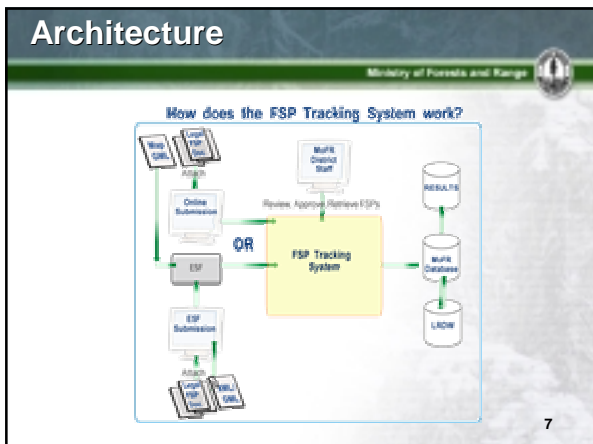 Architecture
Ministry of Forests and Range
How does the FSP Tracking System work?
Map
GML
Legal
FSP
Doc
Attach
Online
Submission
MoFR
District
Staff
Review, Approve, Retrieve FSPs
RESULTS
OR
ESF
FSP Tracking
System
MoFR
Database
ESF
Submission
LRDW
Attach
Legal
FSP
Doc
XML/
GML
7